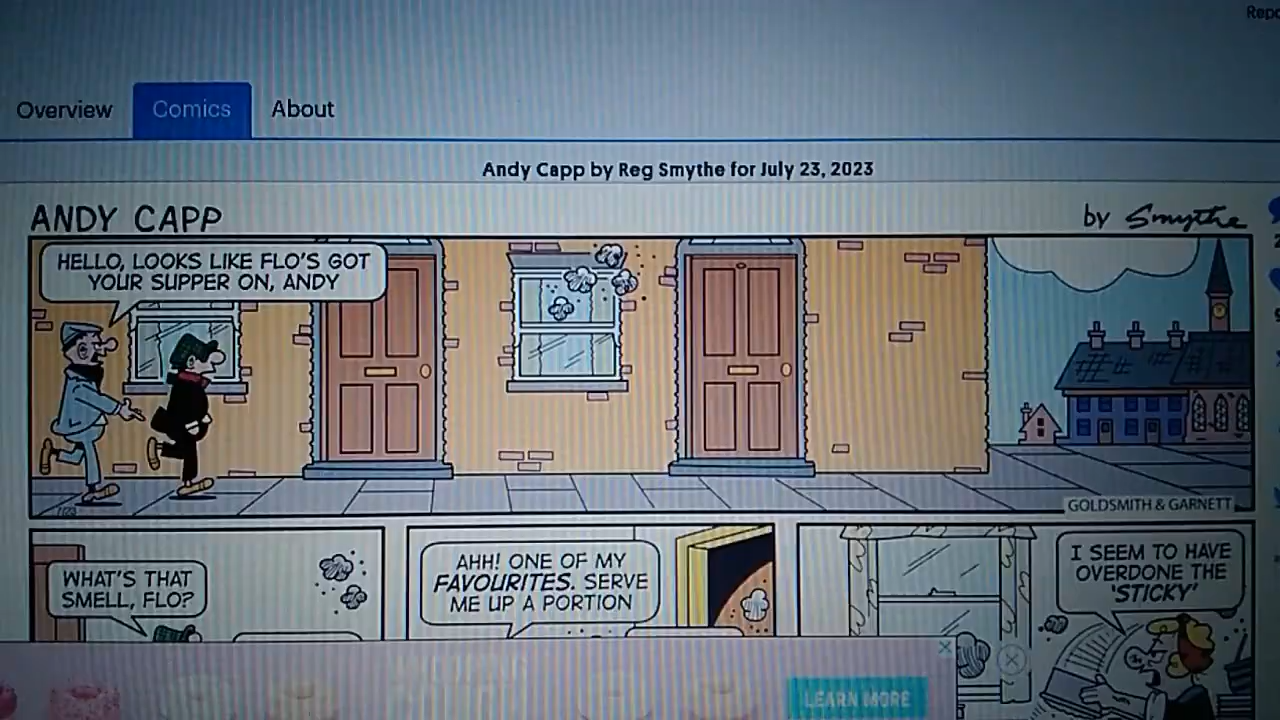 Overview Comics About
Andy Capp by Reg Smythe for July 23, 2023
ANDY CAPP
by Smythe
HELLO, LOOKS LIKE FLO'S GOT
YOUR SUPPER ON, ANDY
7/23
GOLDSMITH & GARNETT
WHAT'S THAT
SMELL, FLO?
AHH! ONE OF MY
FAVOURITES. SERVE
ME UP A PORTION
I SEEM TO HAVE
OVERDONE THE
'STICKY'
LEARN MORE